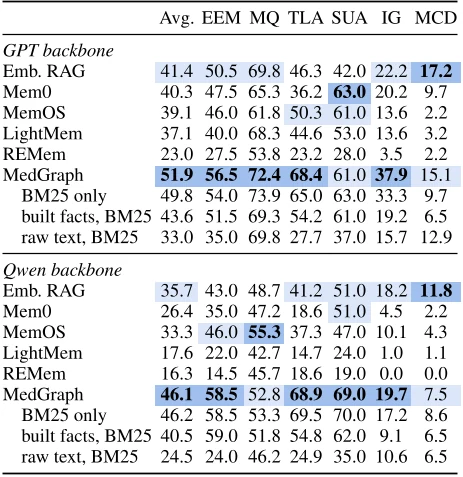 Avg. EEM MQ TLA SUA IG MCD
GPT backbone
Emb. RAG 41.4 50.5 69.8 46.3 42.0 22.2 17.2
Mem0 40.3 47.5 65.3 36.2 63.0 20.2 9.7
MemOS 39.1 46.0 61.8 50.3 61.0 13.6 2.2
LightMem 37.1 40.0 68.3 44.6 53.0 13.6 3.2
REMem 23.0 27.5 53.8 23.2 28.0 3.5 2.2
MedGraph 51.9 56.5 72.4 68.4 61.0 37.9 15.1
BM25 only 49.8 54.0 73.9 65.0 63.0 33.3 9.7
built facts, BM25 43.6 51.5 69.3 54.2 61.0 19.2 6.5
raw text, BM25 33.0 35.0 69.8 27.7 37.0 15.7 12.9
Qwen backbone
Emb. RAG 35.7 43.0 48.7 41.2 51.0 18.2 11.8
Mem0 26.4 35.0 47.2 18.6 51.0 4.5 2.2
MemOS 33.3 46.0 55.3 37.3 47.0 10.1 4.3
LightMem 17.6 22.0 42.7 14.7 24.0 1.0 1.1
REMem 16.3 14.5 45.7 18.6 19.0 0.0 0.0
MedGraph 46.1 58.5 52.8 68.9 69.0 19.7 7.5
BM25 only 46.2 58.5 53.3 69.5 70.0 17.2 8.6
built facts, BM25 40.5 59.0 51.8 54.8 62.0 9.1 6.5
raw text, BM25 24.5 24.0 46.2 24.9 35.0 10.6 6.5